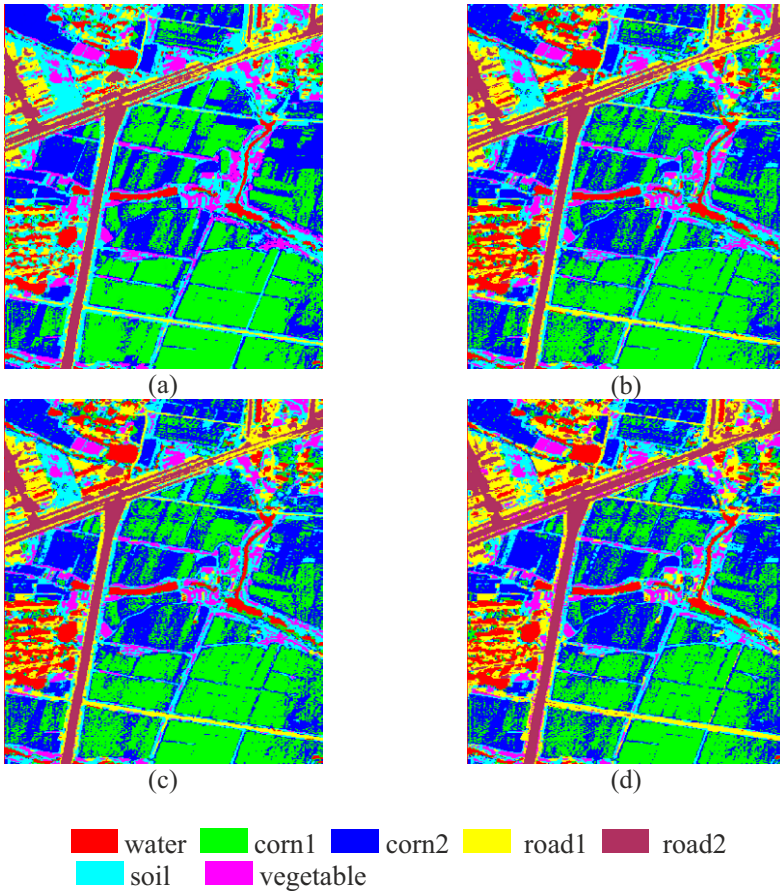 (a)
(b)
(c)
(d)
water corn1 corn2 road1 road2
soil vegetable